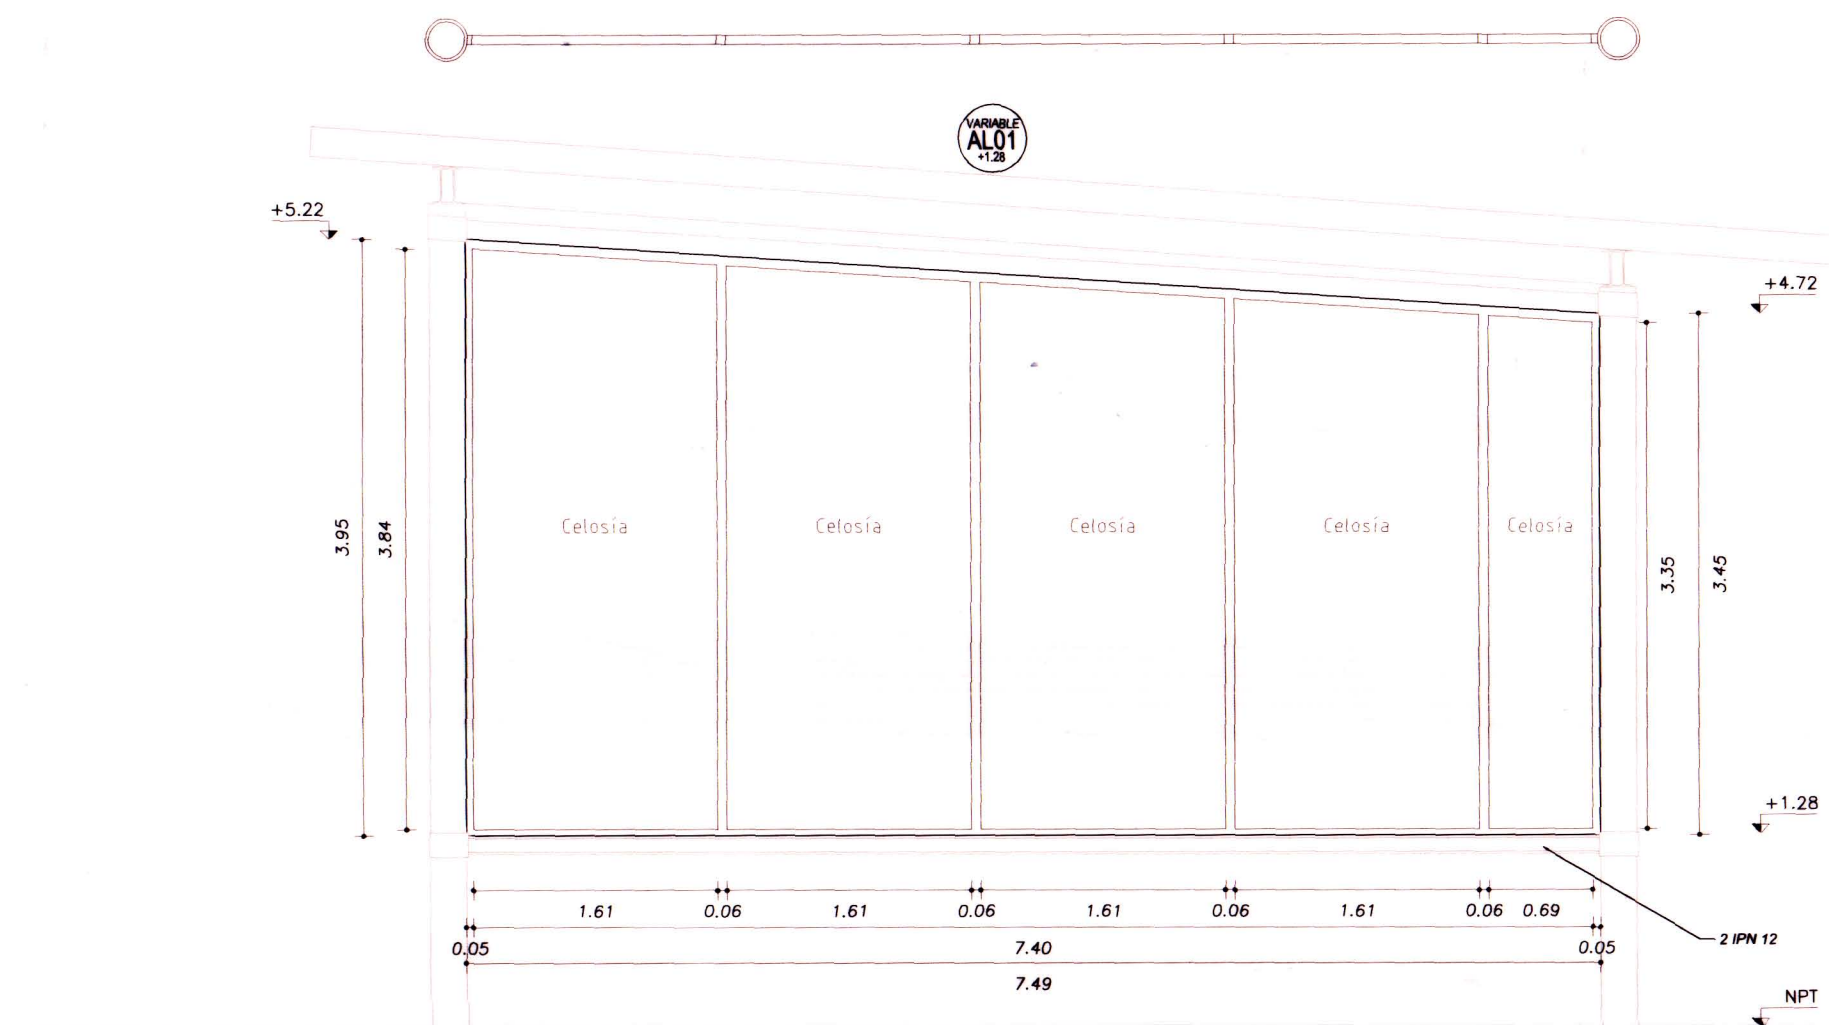 VARIABLE
AL01
+1.28
+5.22
+4.72
3.95
3.84
Celosía
Celosía
Celosía
Celosía
Celosía
3.35
3.45
+1.28
1.61
0.06
1.61
0.06
1.61
0.06
1.61
0.06
0.69
0.05
7.40
0.05
2 IPN 12
7.49
NPT